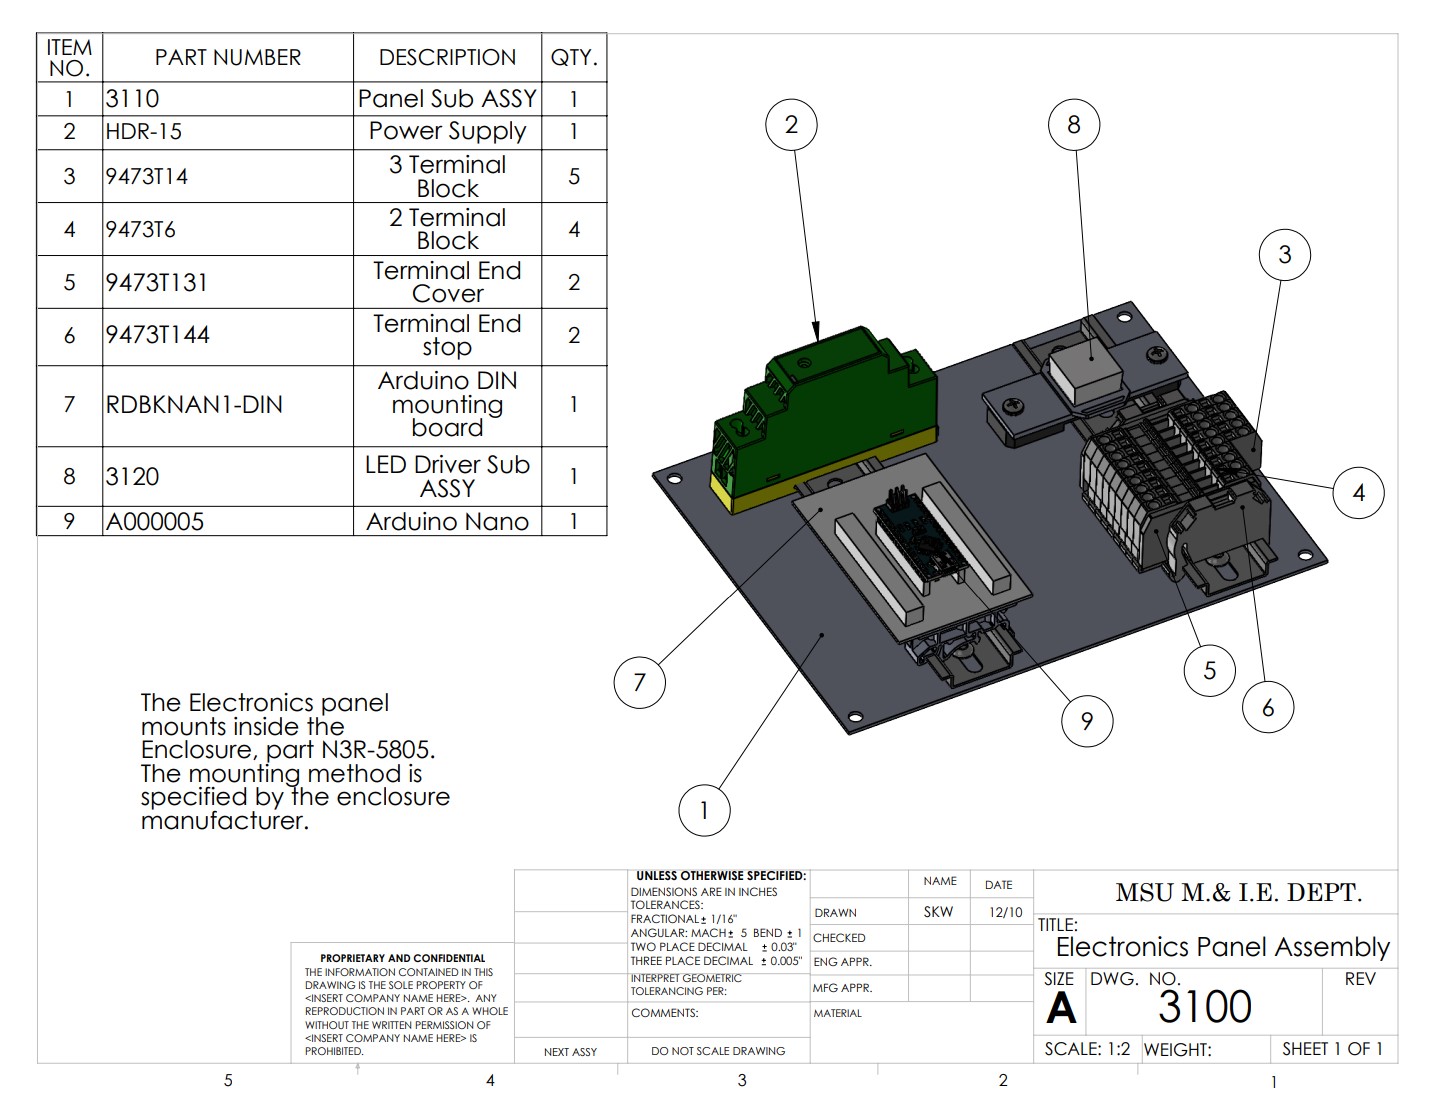 ITEM NO. PART NUMBER DESCRIPTION QTY.
1 3110 Panel Sub ASSY 1
2 HDR-15 Power Supply 1
3 9473T14 3 Terminal Block 5
4 9473T6 2 Terminal Block 4
5 9473T131 Terminal End Cover 2
6 9473T144 Terminal End stop 2
7 RDBKNAN1-DIN Arduino DIN mounting board 1
8 3120 LED Driver Sub ASSY 1
9 A000005 Arduino Nano 1
2
8
3
4
7
5
6
9
1
The Electronics panel
mounts inside the
Enclosure, part N3R-5805.
The mounting method is
specified by the enclosure
manufacturer.
PROPRIETARY AND CONFIDENTIAL
THE INFORMATION CONTAINED IN THIS
DRAWING IS THE SOLE PROPERTY OF
<INSERT COMPANY NAME HERE>. ANY
REPRODUCTION IN PART OR AS A WHOLE
WITHOUT THE WRITTEN PERMISSION OF
<INSERT COMPANY NAME HERE> IS
PROHIBITED.
NEXT ASSY
UNLESS OTHERWISE SPECIFIED:
DIMENSIONS ARE IN INCHES
TOLERANCES:
FRACTIONAL± 1/16"
ANGULAR: MACH± 5 BEND ± 1
TWO PLACE DECIMAL ± 0.03"
THREE PLACE DECIMAL ± 0.005"
INTERPRET GEOMETRIC
TOLERANCING PER:
COMMENTS:
DO NOT SCALE DRAWING
NAME DATE
DRAWN SKW 12/10
CHECKED
ENG APPR.
MFG APPR.
MATERIAL
MSU M.& I.E. DEPT.
TITLE:
Electronics Panel Assembly
SIZE DWG. NO. REV
A 3100
SCALE: 1:2 WEIGHT: SHEET 1 OF 1
5 4 3 2 1